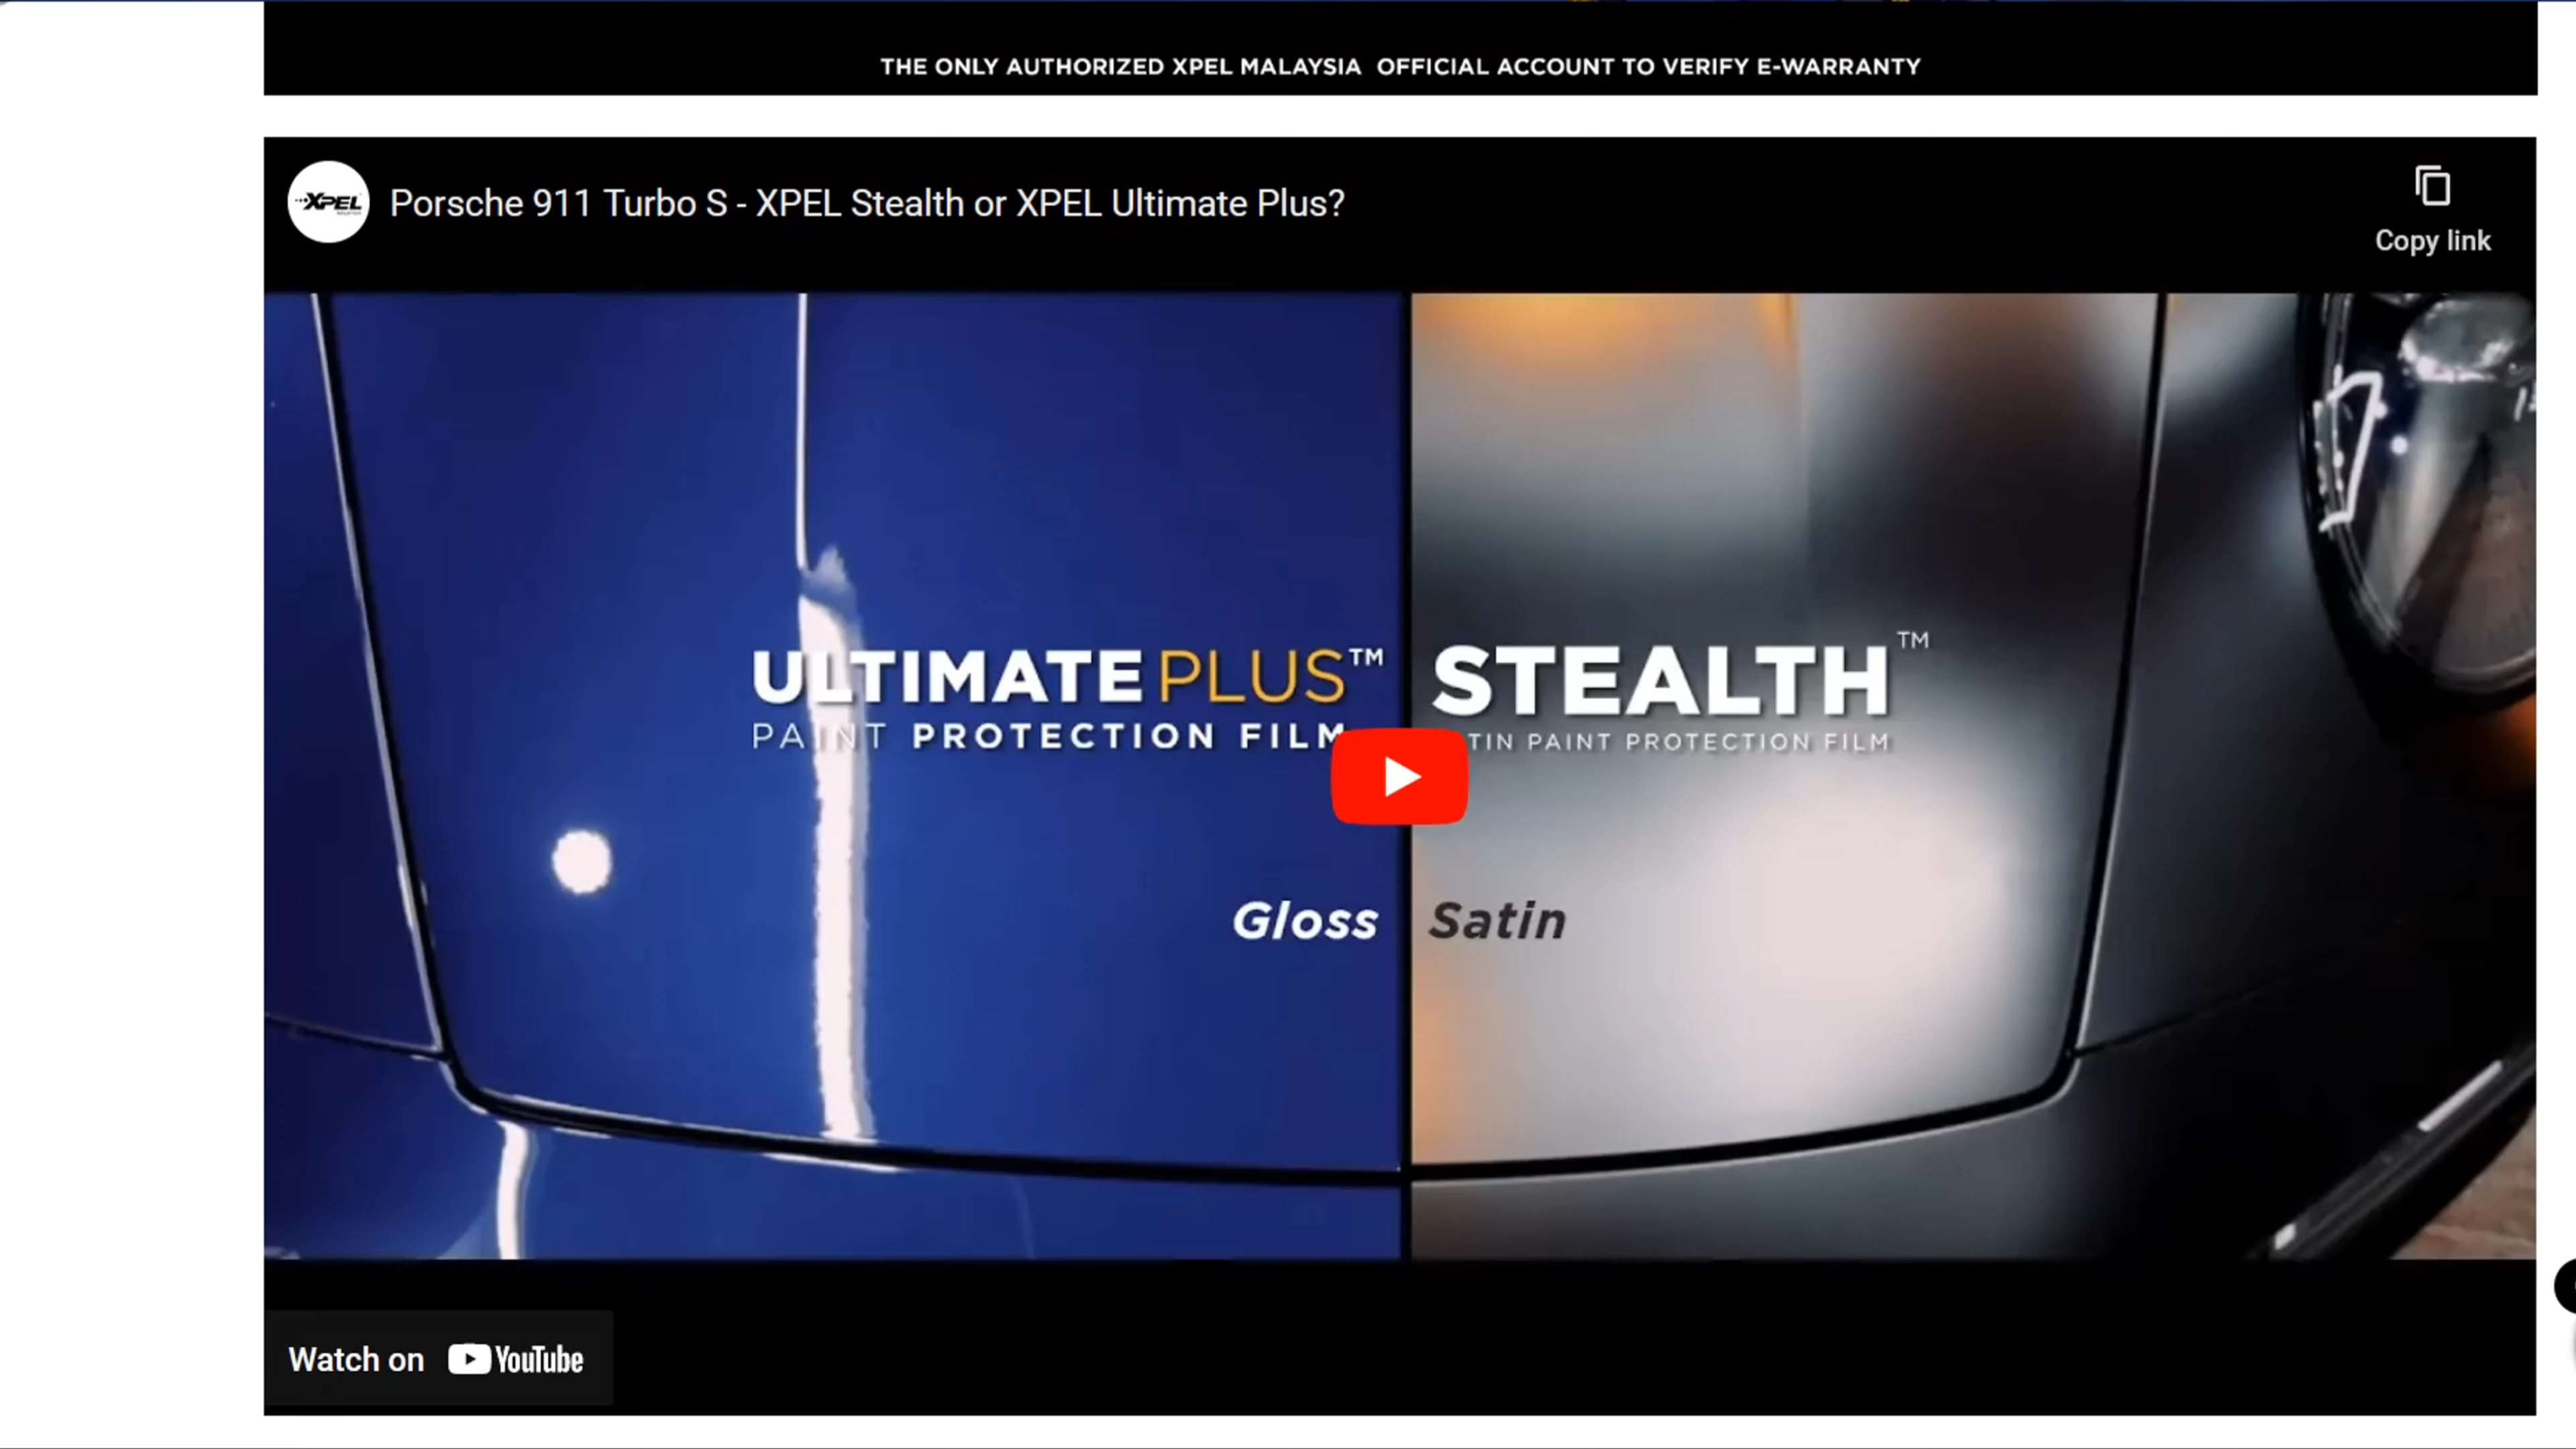 THE ONLY AUTHORIZED XPEL MALAYSIA OFFICIAL ACCOUNT TO VERIFY E-WARRANTY
XPEL
Porsche 911 Turbo S - XPEL Stealth or XPEL Ultimate Plus?
Copy link
ULTIMATE PLUS™
PAINT PROTECTION FILM
STEALTH™
TIN PAINT PROTECTION FILM
Gloss
Satin
Watch on YouTube